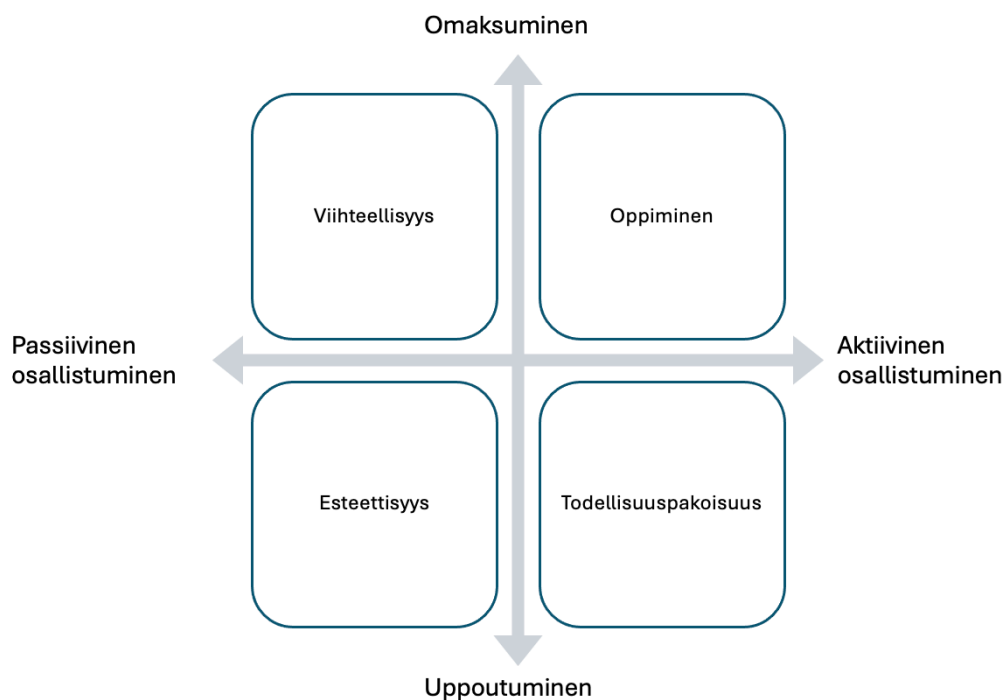 Omaksuminen
Viihteellisyys
Oppiminen
Passiivinen
osallistuminen
Aktiivinen
osallistuminen
Esteettisyys
Todellisuuspakoisuus
Uppoutuminen